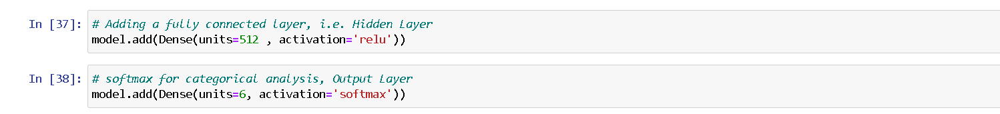 In [37]: # Adding a fully connected layer, i.e. Hidden Layer
model.add(Dense(units=512 , activation='relu'))
In [38]: # softmax for categorical analysis, Output Layer
model.add(Dense(units=6, activation='softmax'))